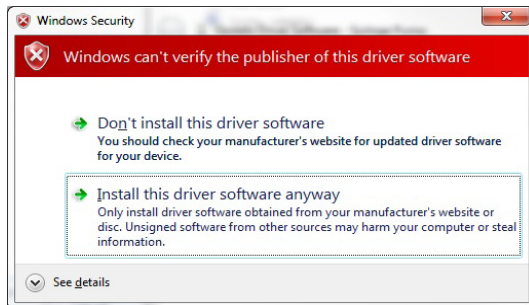 Windows Security
Windows can't verify the publisher of this driver software
Don't install this driver software
You should check your manufacturer's website for updated driver software
for your device.
Install this driver software anyway
Only install driver software obtained from your manufacturer's website or
disc. Unsigned software from other sources may harm your computer or steal
information.
See details